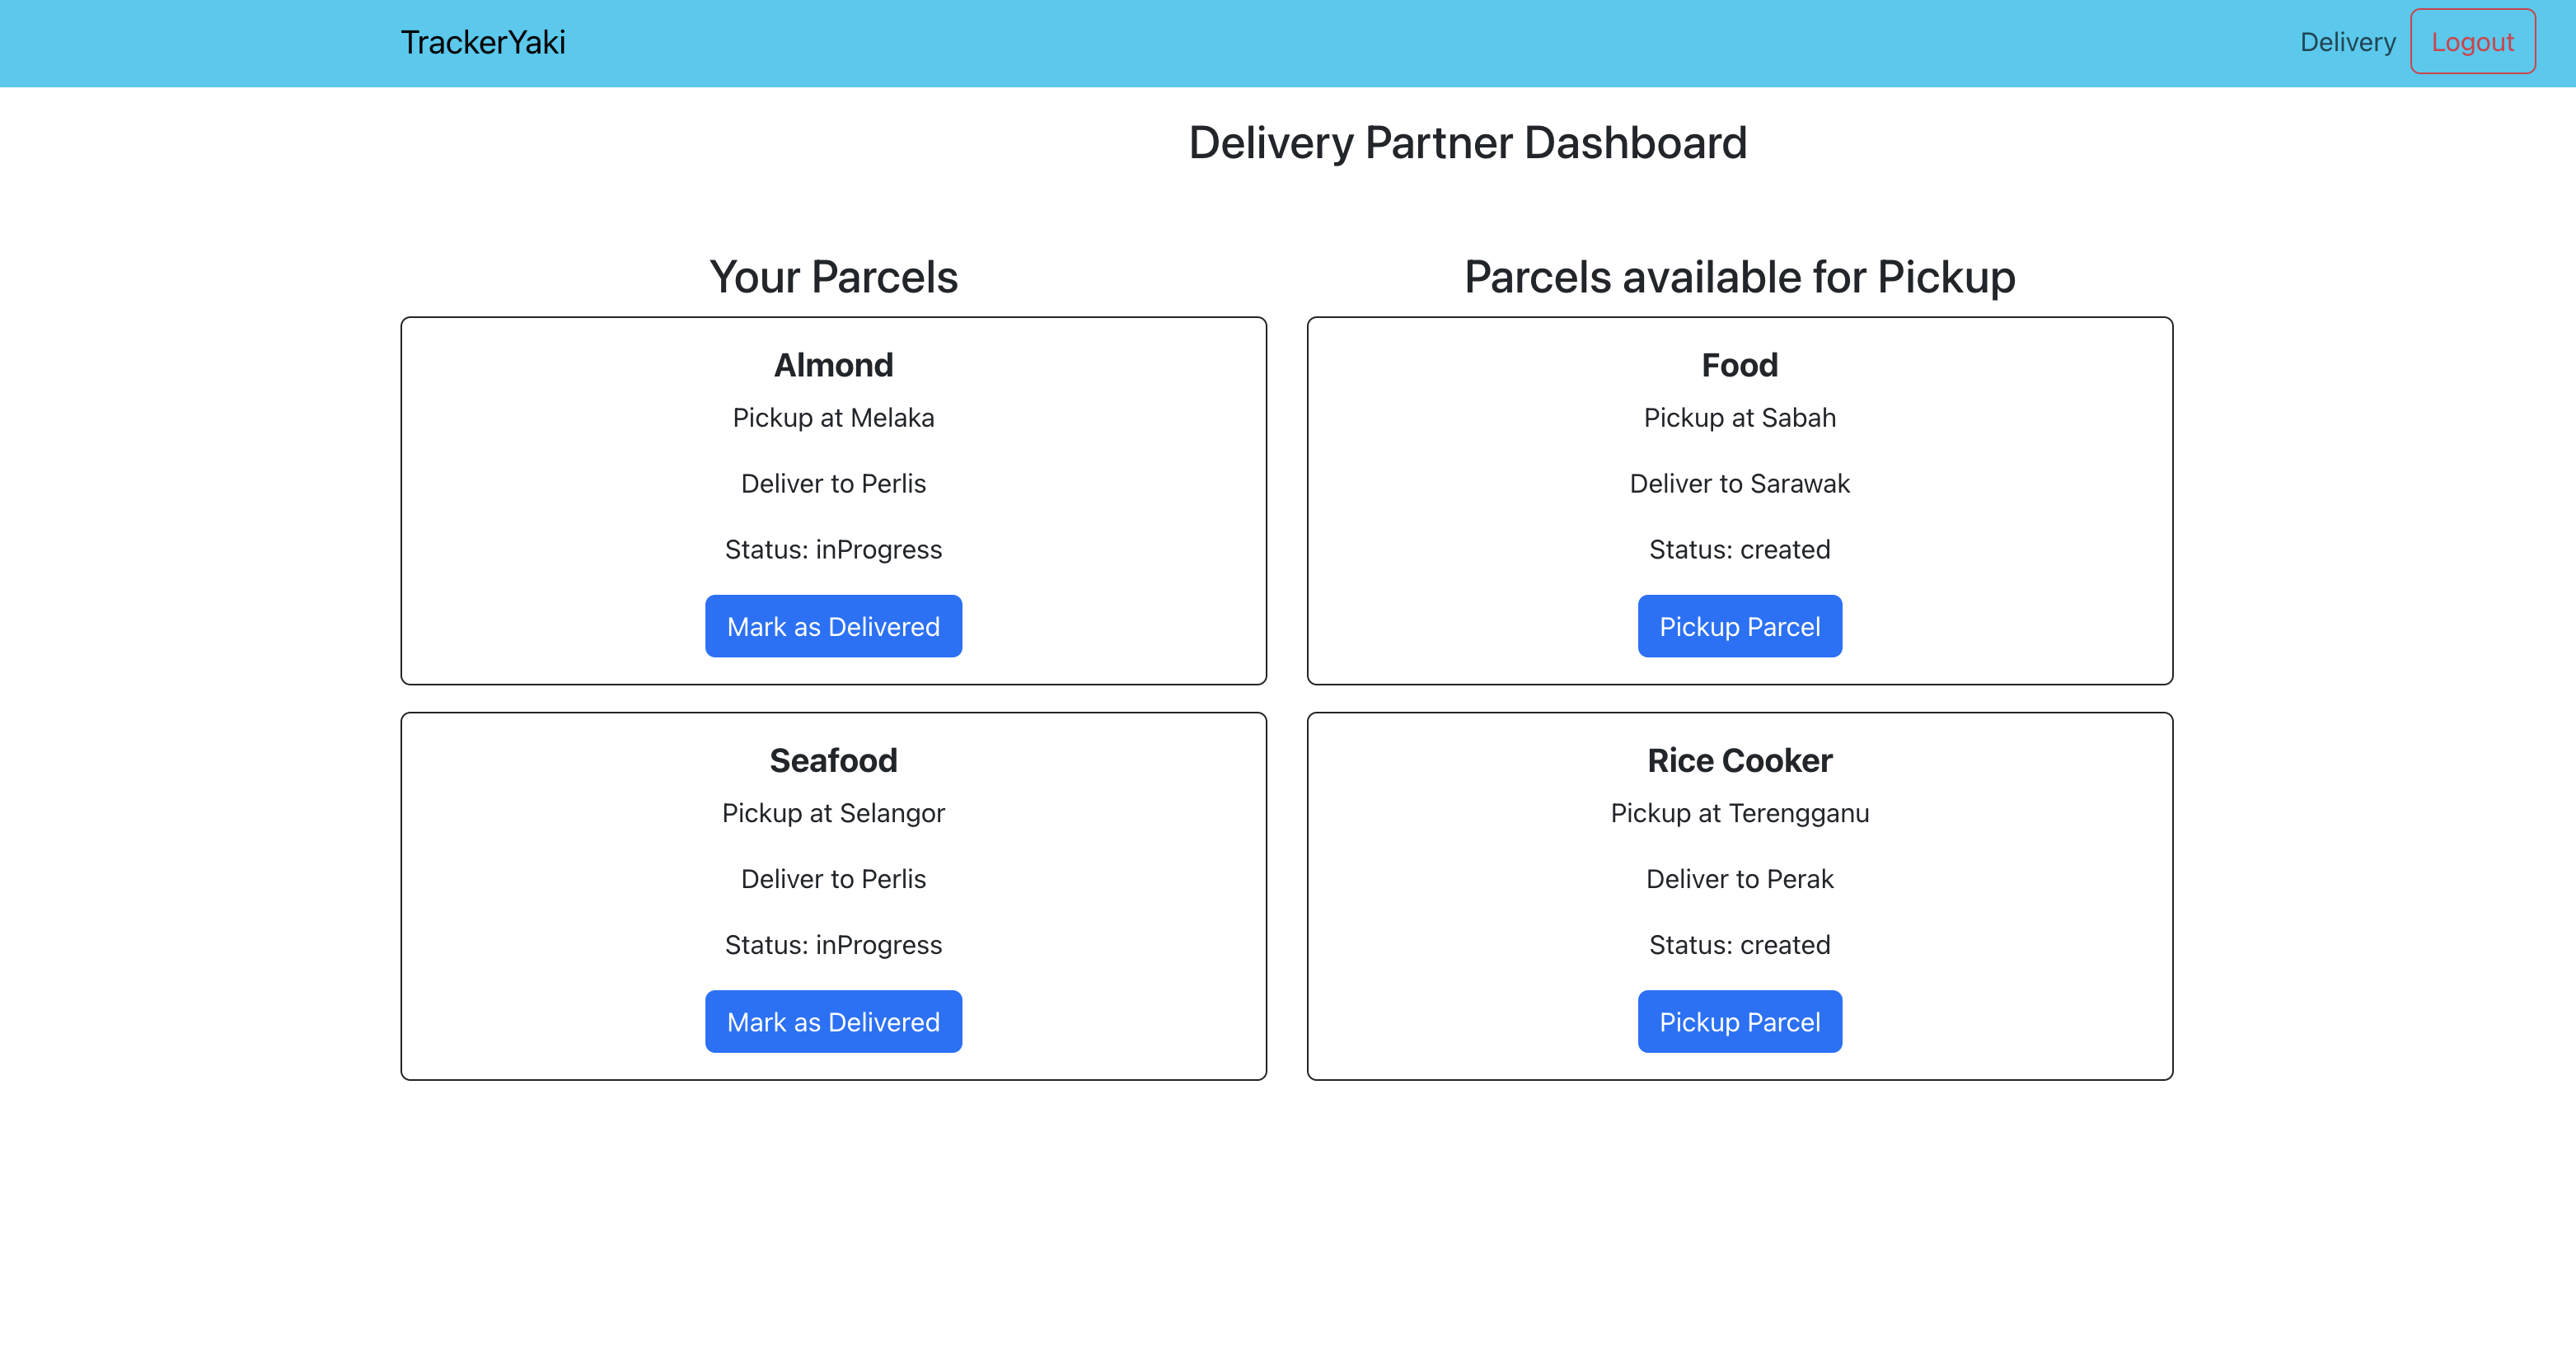 TrackerYaki
Delivery
Logout
Delivery Partner Dashboard
Your Parcels
Almond
Pickup at Melaka
Deliver to Perlis
Status: inProgress
Mark as Delivered
Seafood
Pickup at Selangor
Deliver to Perlis
Status: inProgress
Mark as Delivered
Parcels available for Pickup
Food
Pickup at Sabah
Deliver to Sarawak
Status: created
Pickup Parcel
Rice Cooker
Pickup at Terengganu
Deliver to Perak
Status: created
Pickup Parcel